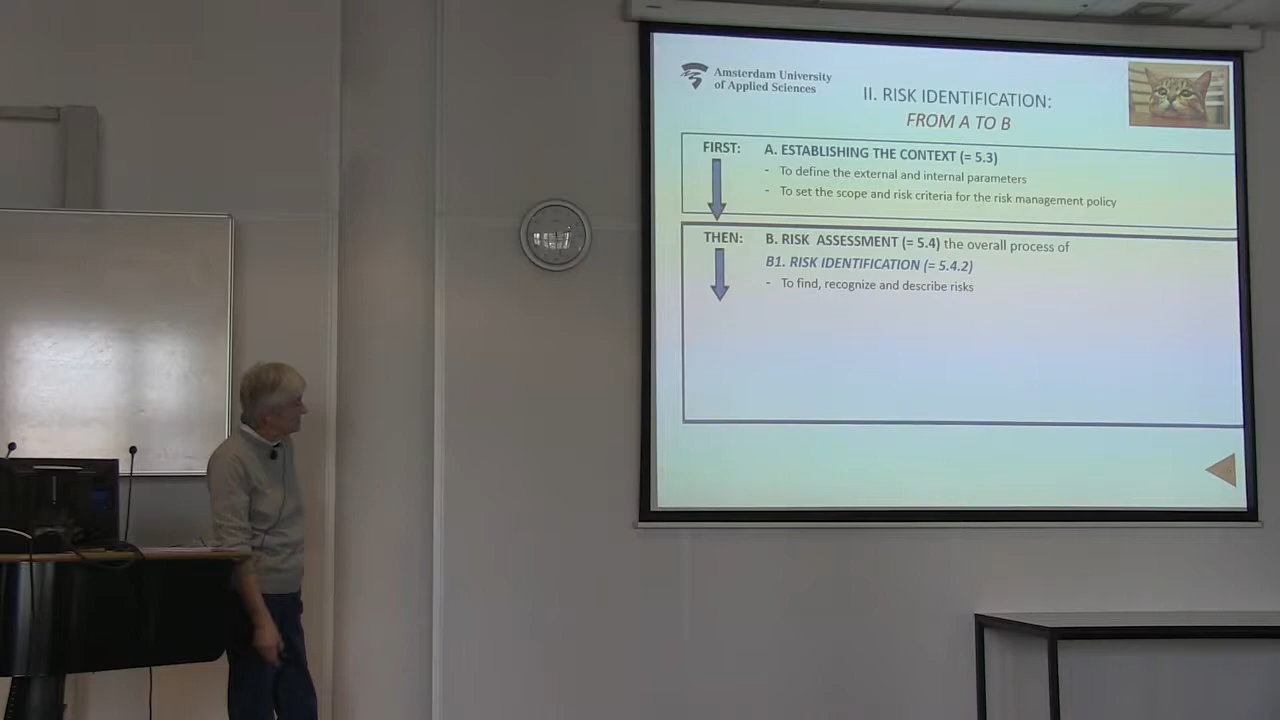 Amsterdam University
of Applied Sciences
II. RISK IDENTIFICATION:
FROM A TO B
FIRST: A. ESTABLISHING THE CONTEXT (= 5.3)
- To define the external and internal parameters
- To set the scope and risk criteria for the risk management policy
THEN: B. RISK ASSESSMENT (= 5.4) the overall process of
B1. RISK IDENTIFICATION (= 5.4.2)
- To find, recognize and describe risks